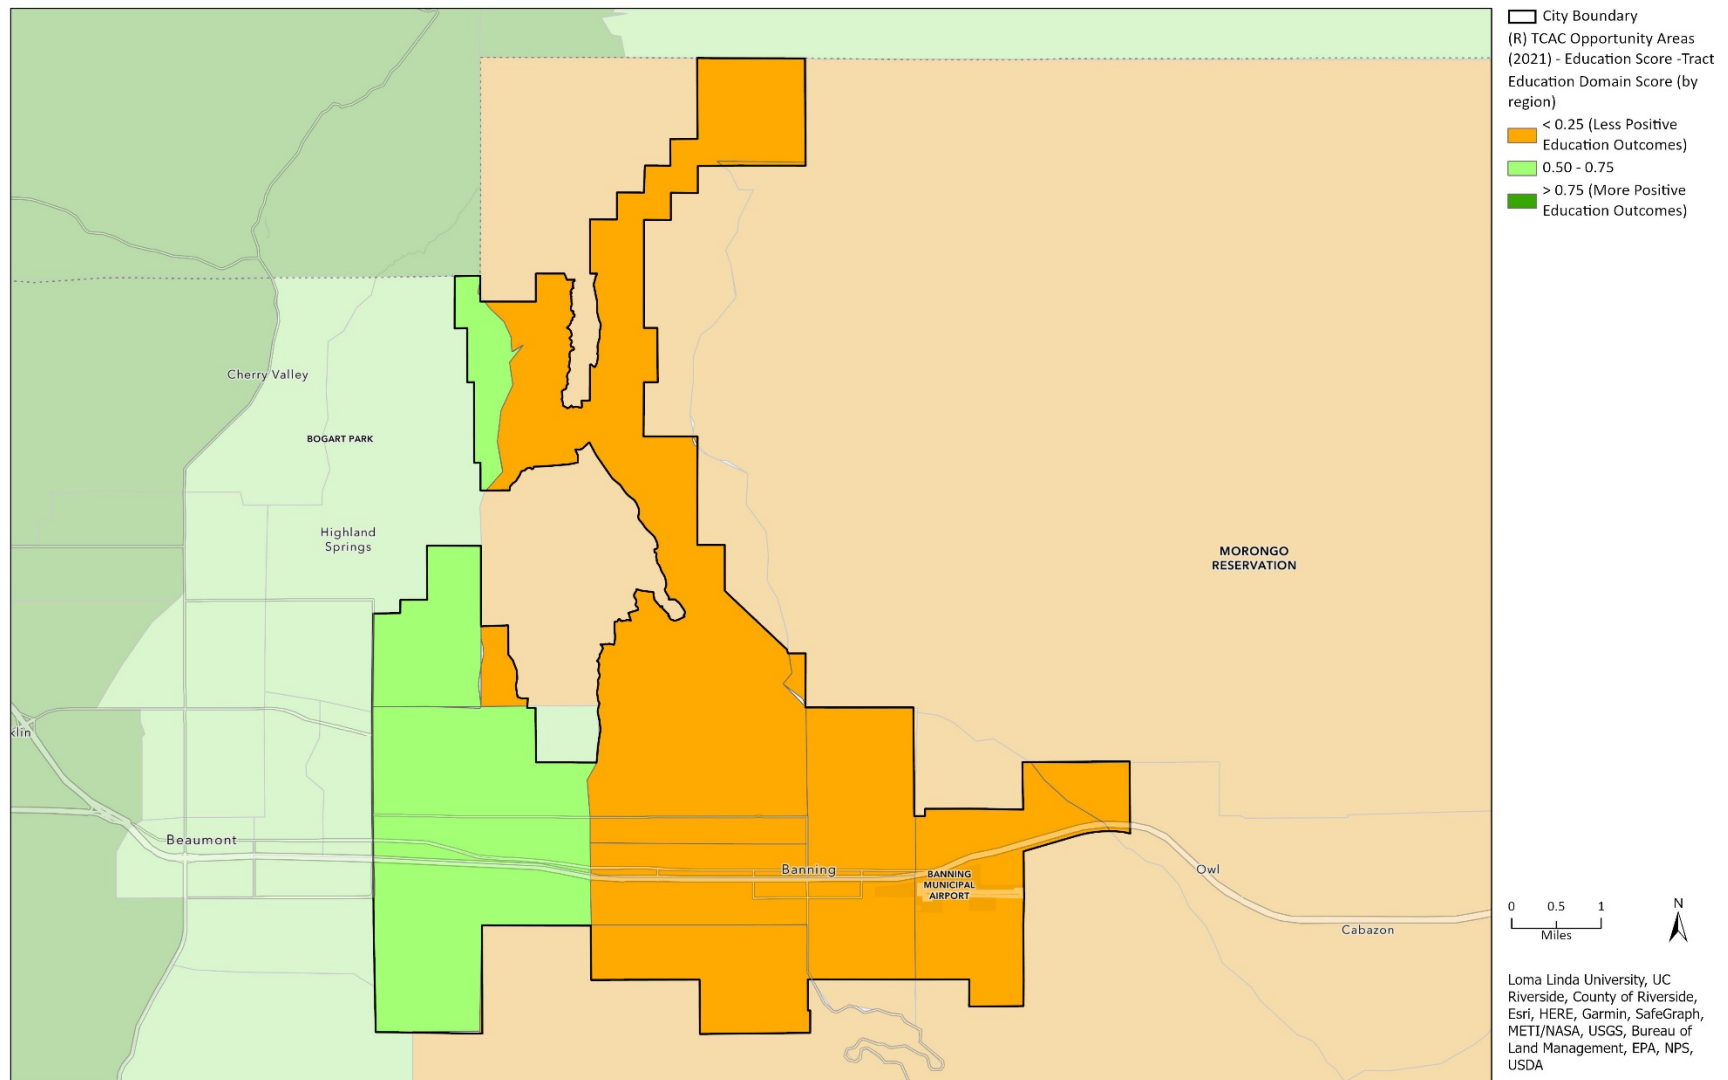 City Boundary
(R) TCAC Opportunity Areas
(2021) - Education Score -Tract
Education Domain Score (by
region)
< 0.25 (Less Positive
Education Outcomes)
0.50 - 0.75
> 0.75 (More Positive
Education Outcomes)
Cherry Valley
BOGART PARK
Highland
Springs
MORONGO
RESERVATION
klin
Beaumont
Banning
BANNING
MUNICIPAL
AIRPORT
Owl
Cabazon
0 0.5 1
Miles
N
Loma Linda University, UC
Riverside, County of Riverside,
Esri, HERE, Garmin, SafeGraph,
METI/NASA, USGS, Bureau of
Land Management, EPA, NPS,
USDA